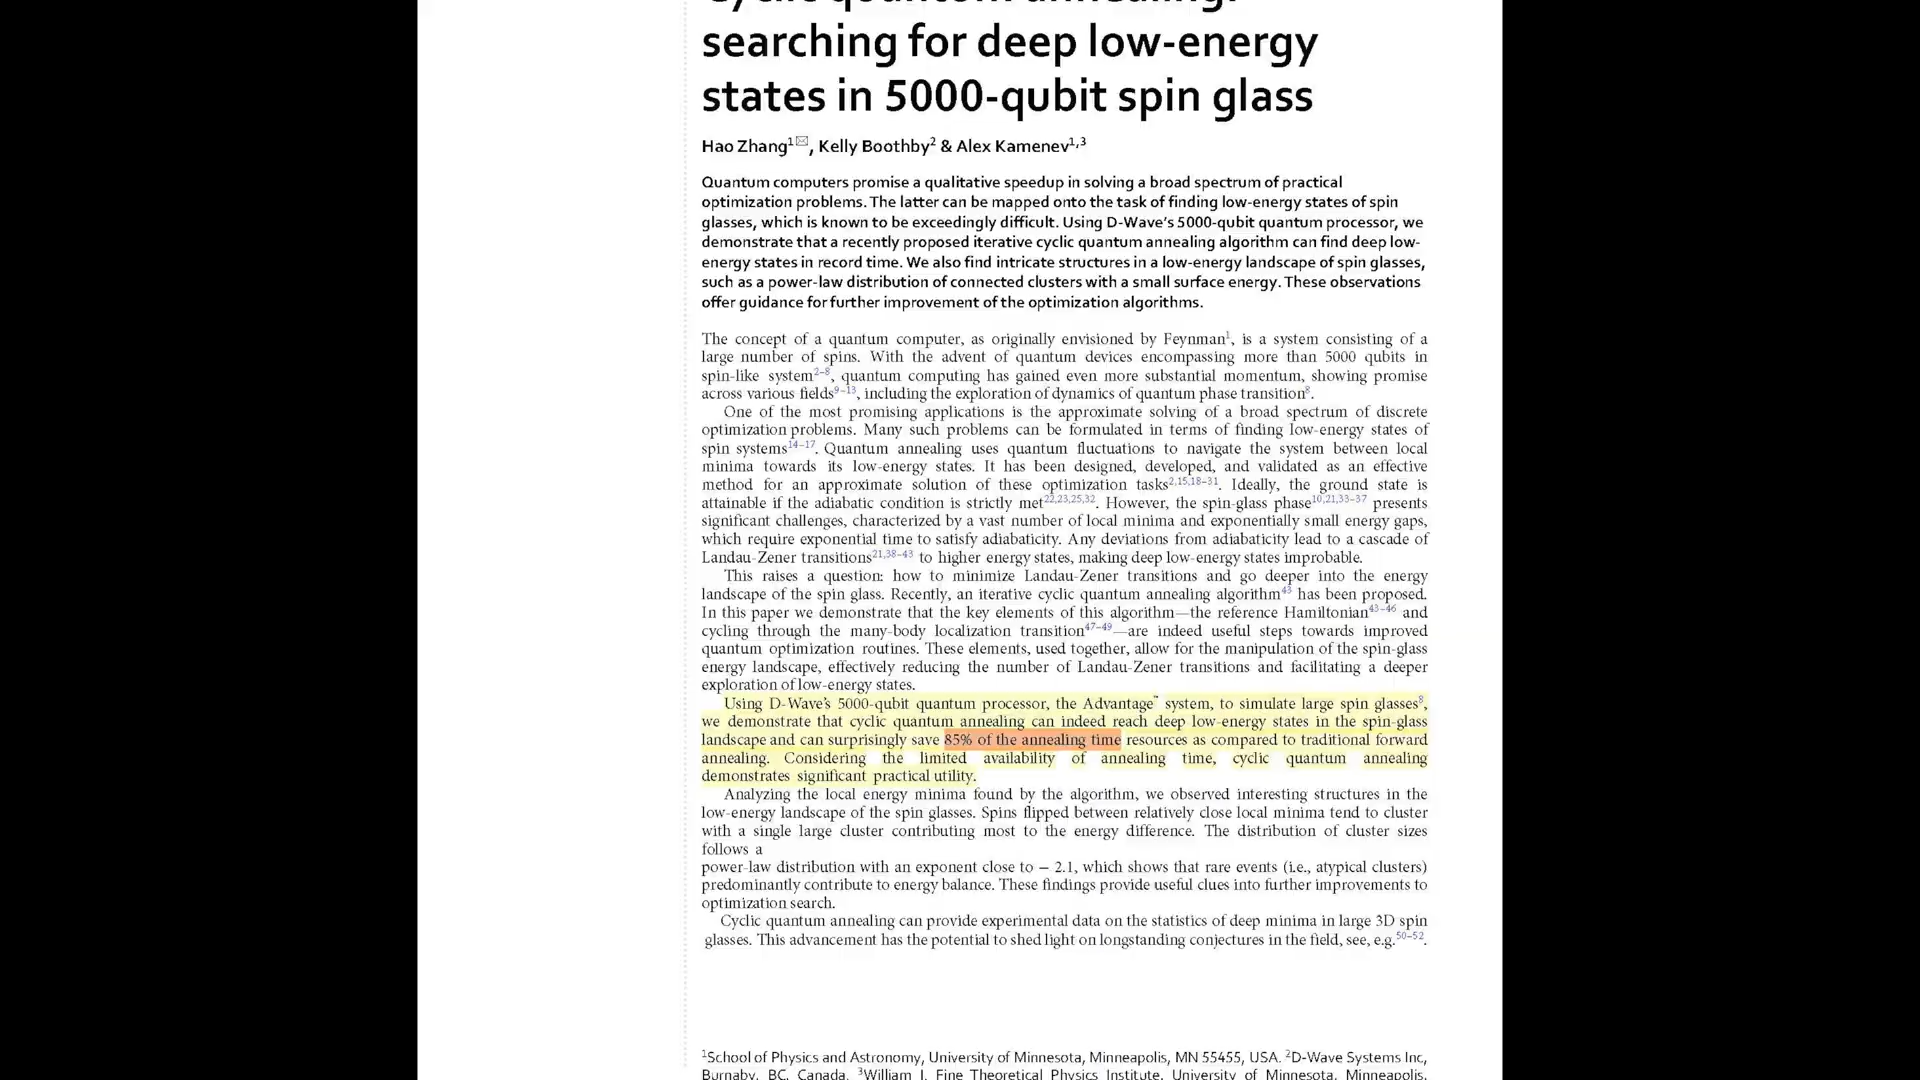 Cyclic quantum annealing:
searching for deep low-energy
states in 5000-qubit spin glass
Hao Zhang1✉, Kelly Boothby2 & Alex Kamenev1,3
Quantum computers promise a qualitative speedup in solving a broad spectrum of practical
optimization problems. The latter can be mapped onto the task of finding low-energy states of spin
glasses, which is known to be exceedingly difficult. Using D-Wave's 5000-qubit quantum processor, we
demonstrate that a recently proposed iterative cyclic quantum annealing algorithm can find deep low-
energy states in record time. We also find intricate structures in a low-energy landscape of spin glasses,
such as a power-law distribution of connected clusters with a small surface energy. These observations
offer guidance for further improvement of the optimization algorithms.
The concept of a quantum computer, as originally envisioned by Feynman1, is a system consisting of a
large number of spins. With the advent of quantum devices encompassing more than 5000 qubits in
spin-like system2–8, quantum computing has gained even more substantial momentum, showing promise
across various fields9–13, including the exploration of dynamics of quantum phase transition8.
One of the most promising applications is the approximate solving of a broad spectrum of discrete
optimization problems. Many such problems can be formulated in terms of finding low-energy states of
spin systems14–17. Quantum annealing uses quantum fluctuations to navigate the system between local
minima towards its low-energy states. It has been designed, developed, and validated as an effective
method for an approximate solution of these optimization tasks2,15,18–31. Ideally, the ground state is
attainable if the adiabatic condition is strictly met22,23,25,32. However, the spin-glass phase10,21,33–37 presents
significant challenges, characterized by a vast number of local minima and exponentially small energy gaps,
which require exponential time to satisfy adiabaticity. Any deviations from adiabaticity lead to a cascade of
Landau-Zener transitions21,38–43 to higher energy states, making deep low-energy states improbable.
This raises a question: how to minimize Landau-Zener transitions and go deeper into the energy
landscape of the spin glass. Recently, an iterative cyclic quantum annealing algorithm43 has been proposed.
In this paper we demonstrate that the key elements of this algorithm—the reference Hamiltonian43–46 and
cycling through the many-body localization transition47–49—are indeed useful steps towards improved
quantum optimization routines. These elements, used together, allow for the manipulation of the spin-glass
energy landscape, effectively reducing the number of Landau-Zener transitions and facilitating a deeper
exploration of low-energy states.
Using D-Wave's 5000-qubit quantum processor, the Advantage™ system, to simulate large spin glasses8,
we demonstrate that cyclic quantum annealing can indeed reach deep low-energy states in the spin-glass
landscape and can surprisingly save 85% of the annealing time resources as compared to traditional forward
annealing. Considering the limited availability of annealing time, cyclic quantum annealing
demonstrates significant practical utility.
Analyzing the local energy minima found by the algorithm, we observed interesting structures in the
low-energy landscape of the spin glasses. Spins flipped between relatively close local minima tend to cluster
with a single large cluster contributing most to the energy difference. The distribution of cluster sizes
follows a
power-law distribution with an exponent close to − 2.1, which shows that rare events (i.e., atypical clusters)
predominantly contribute to energy balance. These findings provide useful clues into further improvements to
optimization search.
Cyclic quantum annealing can provide experimental data on the statistics of deep minima in large 3D spin
glasses. This advancement has the potential to shed light on longstanding conjectures in the field, see, e.g.50–52.
1School of Physics and Astronomy, University of Minnesota, Minneapolis, MN 55455, USA. 2D-Wave Systems Inc,
Burnaby, BC, Canada. 3William I. Fine Theoretical Physics Institute, University of Minnesota, Minneapolis,